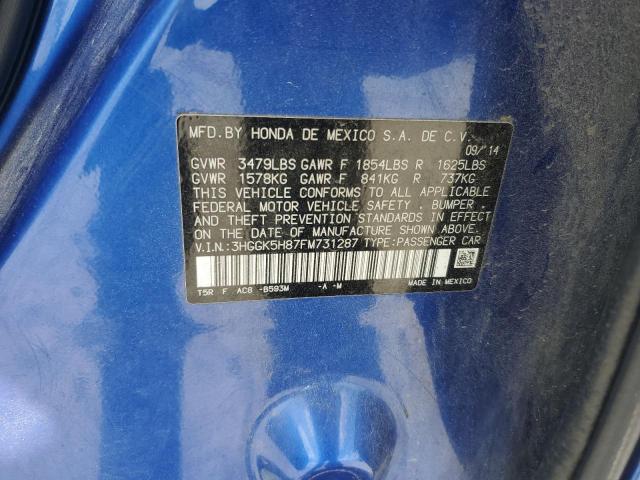 MFD.BY HONDA DE MEXICO S.A. DE C.V.
09/'14
GVWR 3479LBS GAWR F 1854LBS R 1625LBS
GVWR 1578KG GAWR F 841KG R 737KG
THIS VEHICLE CONFORMS TO ALL APPLICABLE
FEDERAL MOTOR VEHICLE SAFETY, BUMPER,
AND THEFT PREVENTION STANDARDS IN EFFECT
ON THE DATE OF MANUFACTURE SHOWN ABOVE.
V.I.N:3HGGK5H87FM731287 TYPE:PASSENGER CAR
T5R F AC8 -B593M -A -M MADE IN MEXICO